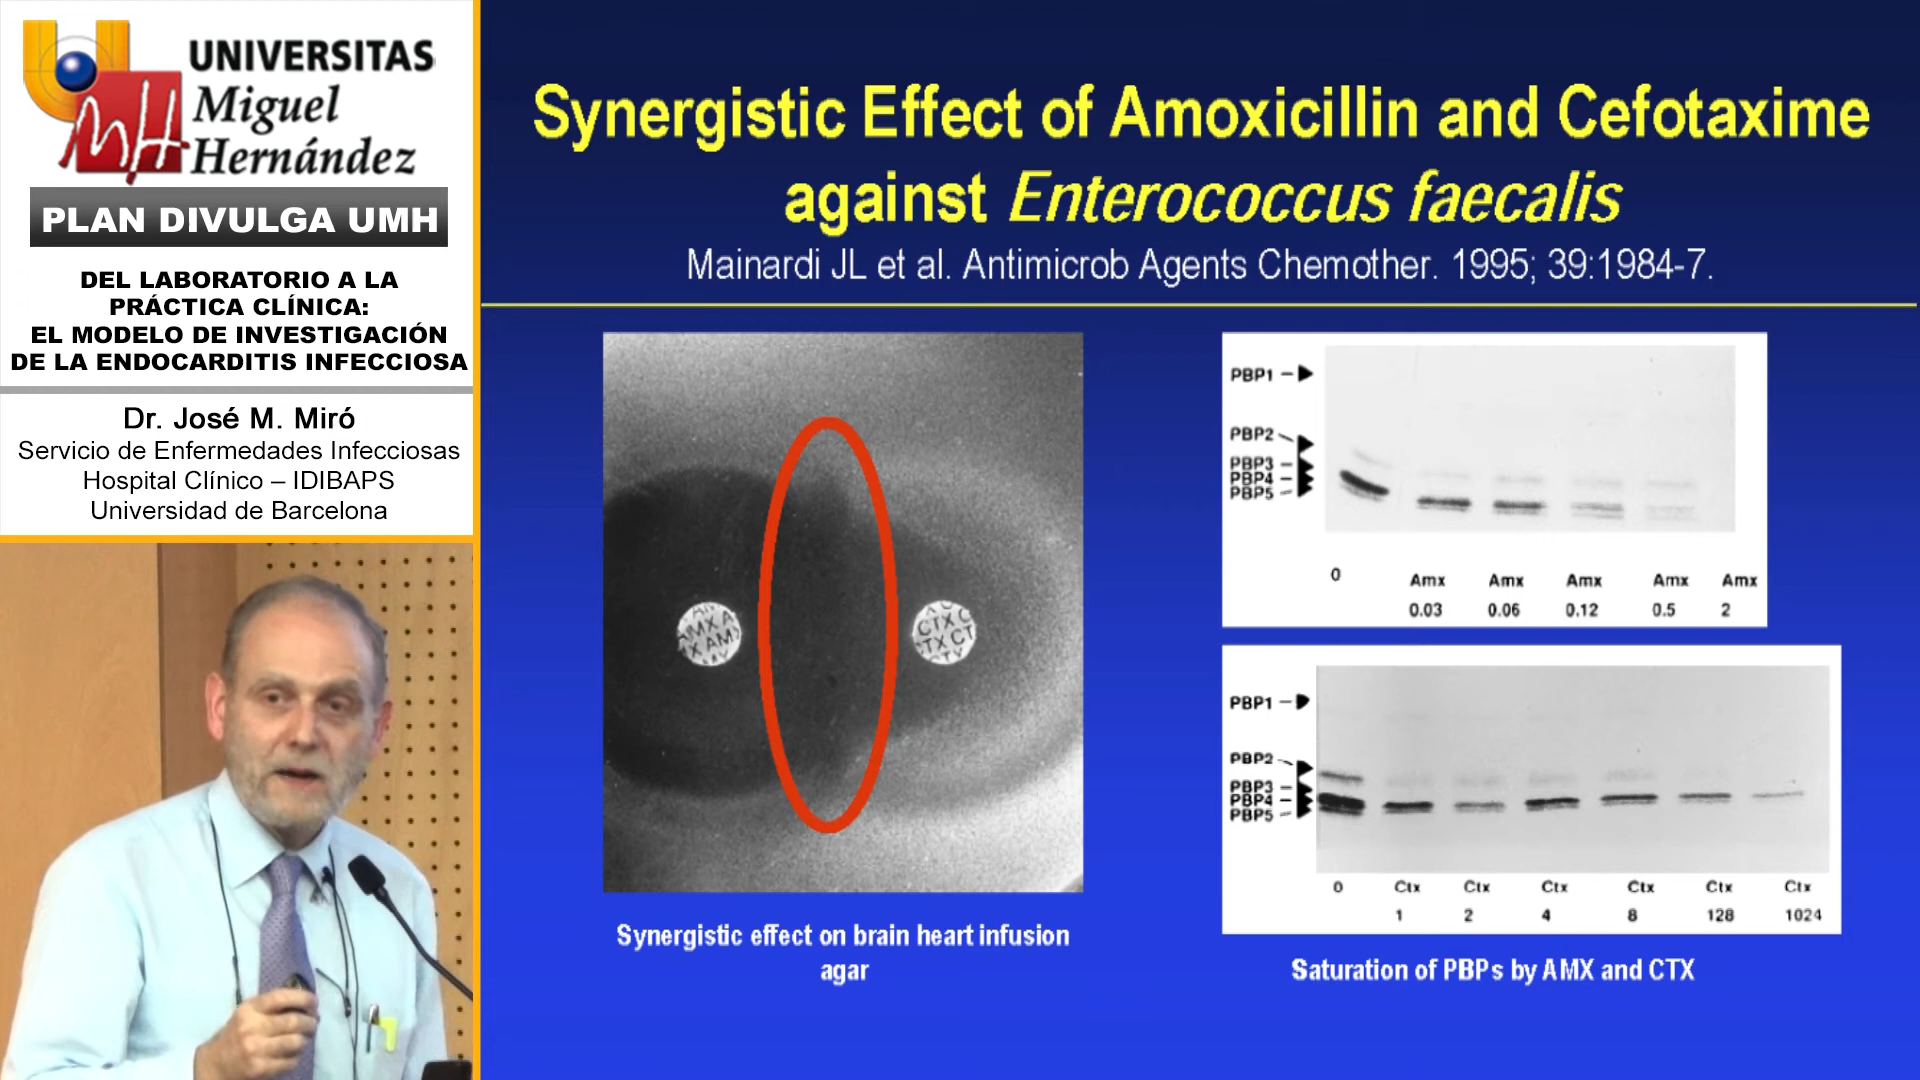 UNIVERSITAS
Miguel
Hernández
PLAN DIVULGA UMH
DEL LABORATORIO A LA
PRÁCTICA CLÍNICA:
EL MODELO DE INVESTIGACIÓN
DE LA ENDOCARDITIS INFECCIOSA
Dr. José M. Miró
Servicio de Enfermedades Infecciosas
Hospital Clínico – IDIBAPS
Universidad de Barcelona
Synergistic Effect of Amoxicillin and Cefotaxime
against Enterococcus faecalis
Mainardi JL et al. Antimicrob Agents Chemother. 1995; 39:1984-7.
AMX
AMX
CTX
CTX
Synergistic effect on brain heart infusion
agar
PBP1
PBP2
PBP3
PBP4
PBP5
0 Amx Amx Amx Amx Amx
0.03 0.06 0.12 0.5 2
PBP1
PBP2
PBP3
PBP4
PBP5
0 Ctx Ctx Ctx Ctx Ctx Ctx
1 2 4 8 128 1024
Saturation of PBPs by AMX and CTX